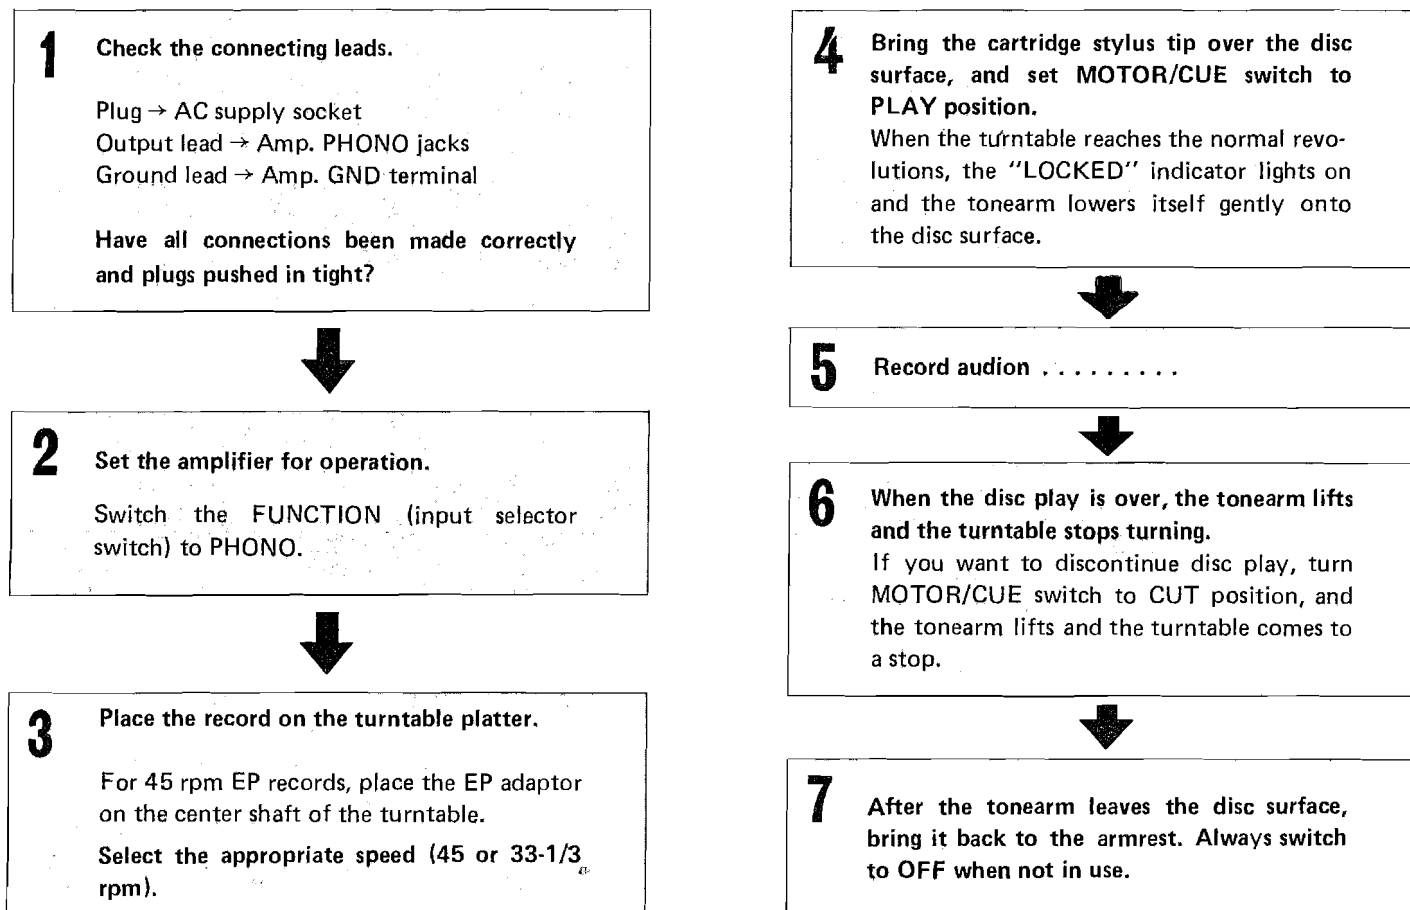 1 Check the connecting leads.
Plug → AC supply socket
Output lead → Amp. PHONO jacks
Ground lead → Amp. GND terminal
Have all connections been made correctly
and plugs pushed in tight?
2 Set the amplifier for operation.
Switch the FUNCTION (input selector
switch) to PHONO.
3 Place the record on the turntable platter.
For 45 rpm EP records, place the EP adaptor
on the center shaft of the turntable.
Select the appropriate speed (45 or 33-1/3
rpm).
4 Bring the cartridge stylus tip over the disc
surface, and set MOTOR/CUE switch to
PLAY position.
When the turntable reaches the normal revo-
lutions, the "LOCKED" indicator lights on
and the tonearm lowers itself gently onto
the disc surface.
5 Record audion . . . . . . . . .
6 When the disc play is over, the tonearm lifts
and the turntable stops turning.
If you want to discontinue disc play, turn
MOTOR/CUE switch to CUT position, and
the tonearm lifts and the turntable comes to
a stop.
7 After the tonearm leaves the disc surface,
bring it back to the armrest. Always switch
to OFF when not in use.